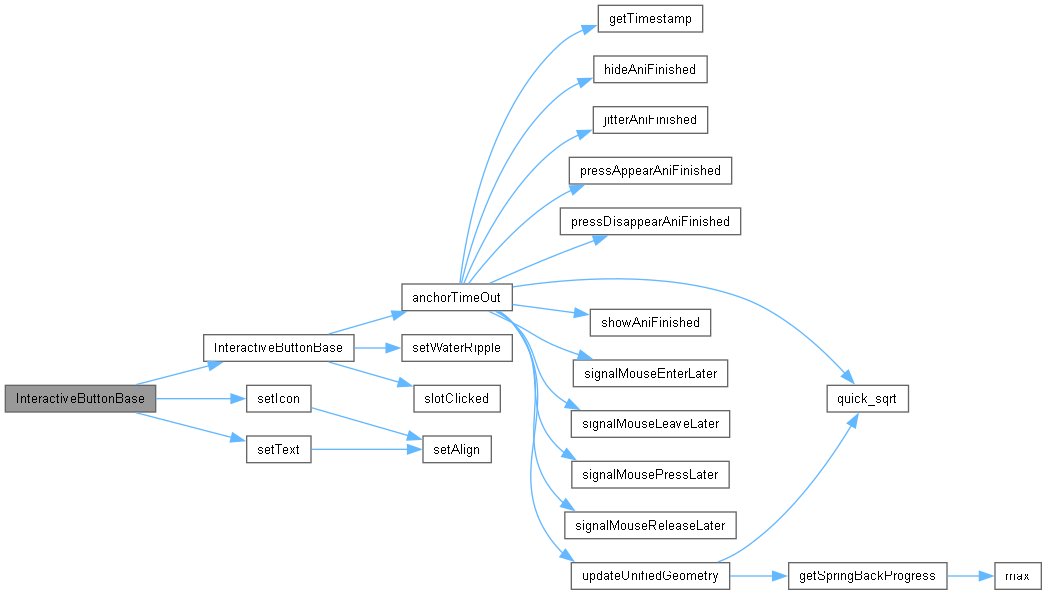 getTimestamp
hideAniFinished
jitterAniFinished
pressAppearAniFinished
pressDisappearAniFinished
anchorTimeOut
showAniFinished
InteractiveButtonBase
setWaterRipple
signalMouseEnterLater
InteractiveButtonBase
setIcon
slotClicked
quick_sqrt
signalMouseLeaveLater
setText
setAlign
signalMousePressLater
signalMouseReleaseLater
updateUnifiedGeometry
getSpringBackProgress
max